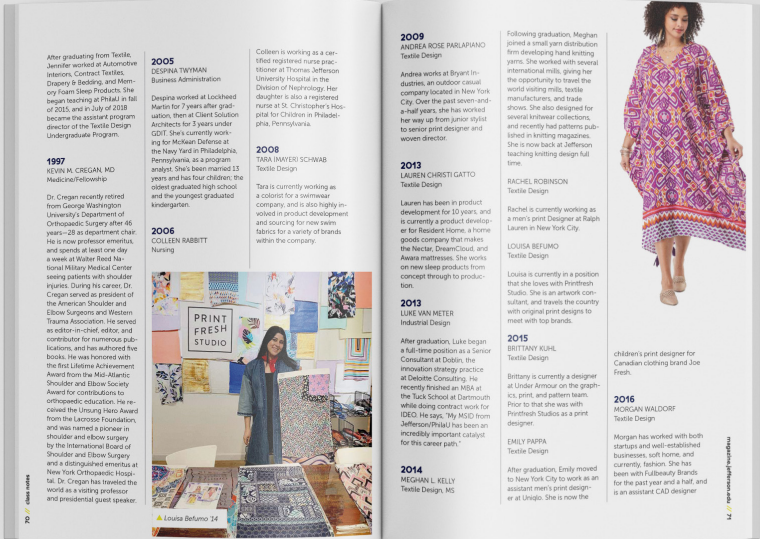 After graduating from Textile,
Jennifer worked at Automotive
Interiors, Contract Textiles,
Drapery & Bedding, and Mem-
ory Foam Sleep Products. She
began teaching at PhilaU in fall
of 2015, and in July of 2018
became the assistant program
director of the Textile Design
Undergraduate Program.
1997
KEVIN M. CREGAN, MD
Medicine/Fellowship
Dr. Cregan recently retired
from George Washington
University's Department of
Orthopaedic Surgery after 46
years—28 as department chair.
He is now professor emeritus,
and spends at least one day
a week at Walter Reed Na-
tional Military Medical Center
seeing patients with shoulder
injuries. During his career, Dr.
Cregan served as president of
the American Shoulder and
Elbow Surgeons and Western
Trauma Association. He served
as editor-in-chief, editor, and
contributor for numerous pub-
lications, and has authored five
books. He was honored with
the first Lifetime Achievement
Award from the Mid-Atlantic
Shoulder and Elbow Society
Award for contributions to
orthopaedic education. He re-
ceived the Unsung Hero Award
from the Lacrosse Foundation,
and was named a pioneer in
shoulder and elbow surgery
by the International Board of
Shoulder and Elbow Surgery
and a distinguished emeritus at
New York Orthopaedic Hospi-
tal. Dr. Cregan has traveled the
world as a visiting professor
and presidential guest speaker.
70 // class notes
2005
DESPINA TWYMAN
Business Administration
Despina worked at Lockheed
Martin for 7 years after grad-
uation, then at Client Solution
Architects for 3 years under
GDIT. She's currently work-
ing for McKean Defense at
the Navy Yard in Philadelphia,
Pennsylvania, as a program
analyst. She's been married 13
years and has four children; the
oldest graduated high school
and the youngest graduated
kindergarten.
2006
COLLEEN RABBITT
Nursing
Colleen is working as a cer-
tified registered nurse prac-
titioner at Thomas Jefferson
University Hospital in the
Division of Nephrology. Her
daughter is also a registered
nurse at St. Christopher's Hos-
pital for Children in Philadel-
phia, Pennsylvania.
2008
TARA (MAYER) SCHWAB
Textile Design
Tara is currently working as
a colorist for a swimwear
company, and is also highly in-
volved in product development
and sourcing for new swim
fabrics for a variety of brands
within the company.
PRINT
FRESH
STUDIO
Louisa Befumo '14
2009
ANDREA ROSE PARLAPIANO
Textile Design
Andrea works at Bryant In-
dustries, an outdoor casual
company located in New York
City. Over the past seven-and-
a-half years, she has worked
her way up from junior stylist
to senior print designer and
woven director.
2013
LAUREN CHRISTI GATTO
Textile Design
Lauren has been in product
development for 10 years, and
is currently a product develop-
er for Resident Home, a home
goods company that makes
the Nectar, DreamCloud, and
Awara mattresses. She works
on new sleep products from
concept through to produc-
tion.
2013
LUKE VAN METER
Industrial Design
After graduation, Luke began
a full-time position as a Senior
Consultant at Doblin, the
innovation strategy practice
at Deloitte Consulting. He
recently finished an MBA at
the Tuck School at Dartmouth
while doing contract work for
IDEO. He says, "My MSID from
Jefferson/PhilaU has been an
incredibly important catalyst
for this career path."
2014
MEGHAN L. KELLY
Textile Design, MS
Following graduation, Meghan
joined a small yarn distribution
firm developing hand knitting
yarns. She worked with several
international mills, giving her
the opportunity to travel the
world visiting mills, textile
manufacturers, and trade
shows. She also designed for
several knitwear collections,
and recently had patterns pub-
lished in knitting magazines.
She is now back at Jefferson
teaching knitting design full
time.
RACHEL ROBINSON
Textile Design
Rachel is currently working as
a men's print Designer at Ralph
Lauren in New York City.
LOUISA BEFUMO
Textile Design
Louisa is currently in a position
that she loves with Printfresh
Studio. She is an artwork con-
sultant, and travels the country
with original print designs to
meet with top brands.
2015
BRITTANY KUHL
Textile Design
Brittany is currently a designer
at Under Armour on the graph-
ics, print, and pattern team.
Prior to that she was with
Printfresh Studios as a print
designer.
EMILY PAPPA
Textile Design
After graduation, Emily moved
to New York City to work as an
assistant men's print design-
er at Uniqlo. She is now the
children's print designer for
Canadian clothing brand Joe
Fresh.
2016
MORGAN WALDORF
Textile Design
Morgan has worked with both
startups and well-established
businesses, soft home, and
currently, fashion. She has
been with Fullbeauty Brands
for the past year and a half, and
is an assistant CAD designer
magazine.jefferson.edu // 71